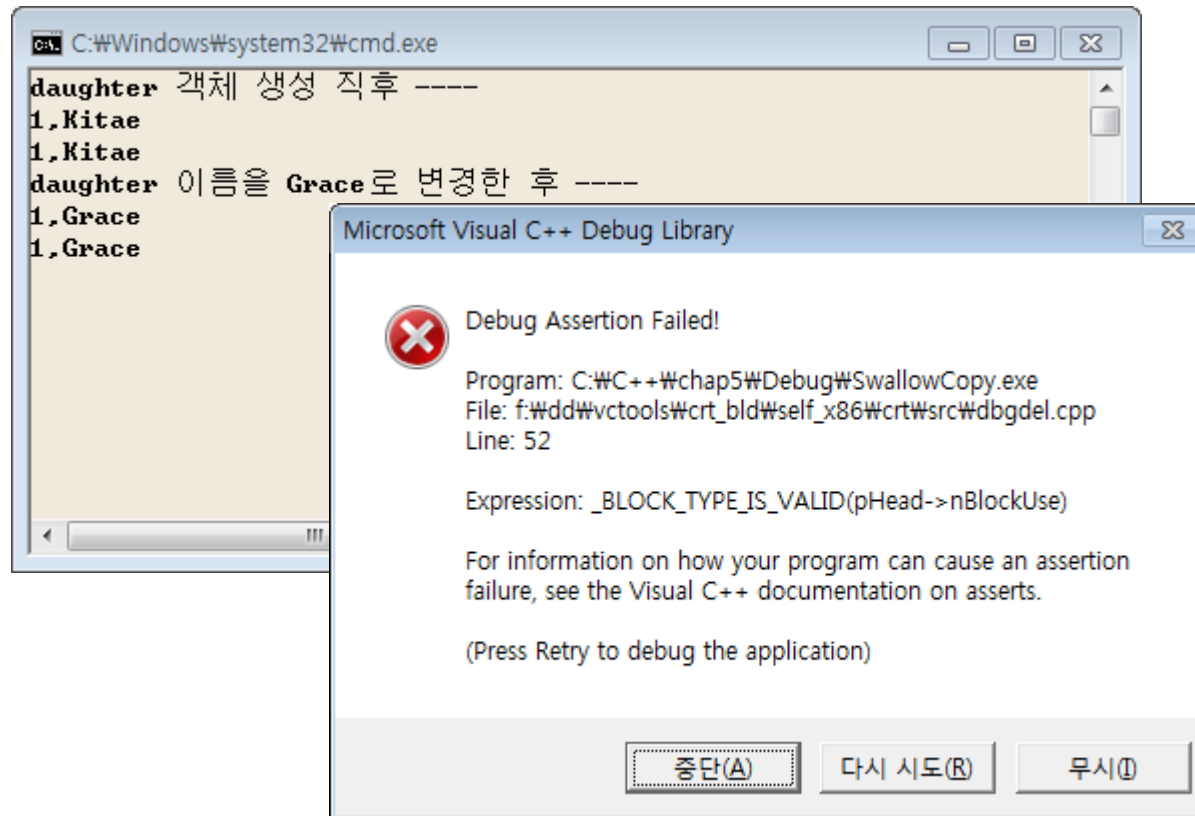 C:₩Windows₩system32₩cmd.exe
daughter 객체 생성 직후 ----
1,Kitae
1,Kitae
daughter 이름을 Grace로 변경한 후 ----
1,Grace
1,Grace
Microsoft Visual C++ Debug Library
Debug Assertion Failed!
Program: C:₩C++₩chap5₩Debug₩SwallowCopy.exe
File: f:₩dd₩vctools₩crt_bld₩self_x86₩crt₩src₩dbgdel.cpp
Line: 52
Expression: _BLOCK_TYPE_IS_VALID(pHead->nBlockUse)
For information on how your program can cause an assertion
failure, see the Visual C++ documentation on asserts.
(Press Retry to debug the application)
중단(A) 다시 시도(R) 무시(I)